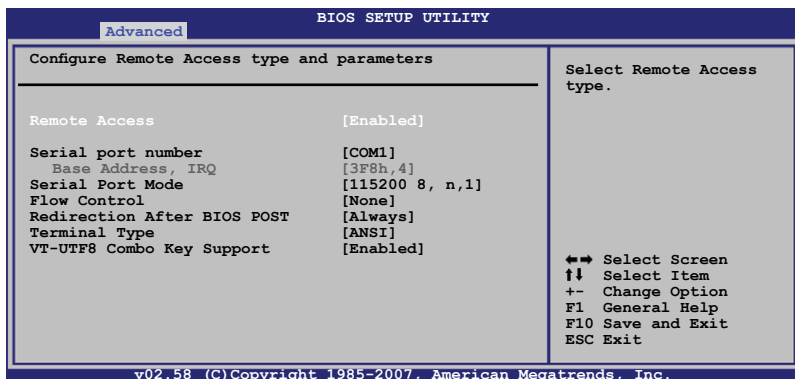 BIOS SETUP UTILITY
Advanced
Configure Remote Access type and parameters
Remote Access [Enabled]
Serial port number [COM1]
Base Address, IRQ [3F8h,4]
Serial Port Mode [115200 8, n,1]
Flow Control [None]
Redirection After BIOS POST [Always]
Terminal Type [ANSI]
VT-UTF8 Combo Key Support [Enabled]
Select Remote Access
type.
←→ Select Screen
↑↓ Select Item
+- Change Option
F1 General Help
F10 Save and Exit
ESC Exit
v02.58 (C)Copyright 1985-2007, American Megatrends, Inc.